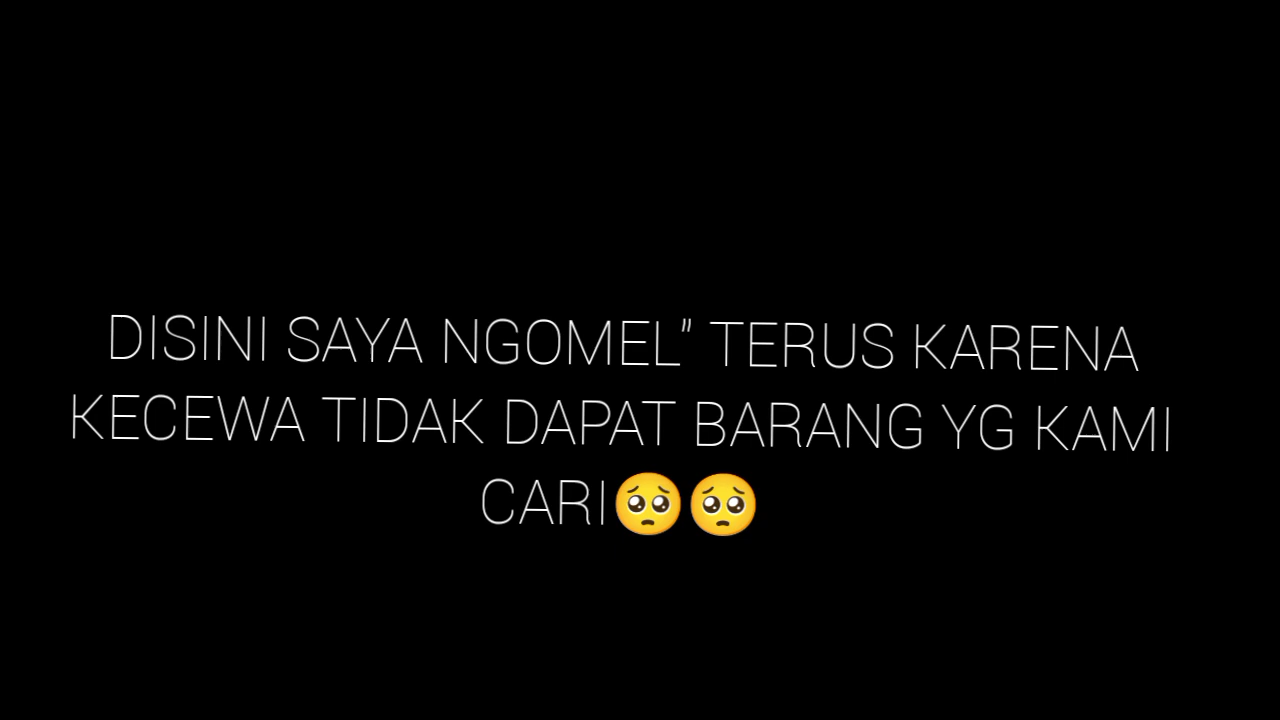 DISINI SAYA NGOMEL" TERUS KARENA
KECEWA TIDAK DAPAT BARANG YG KAMI
CARI🥺🥺